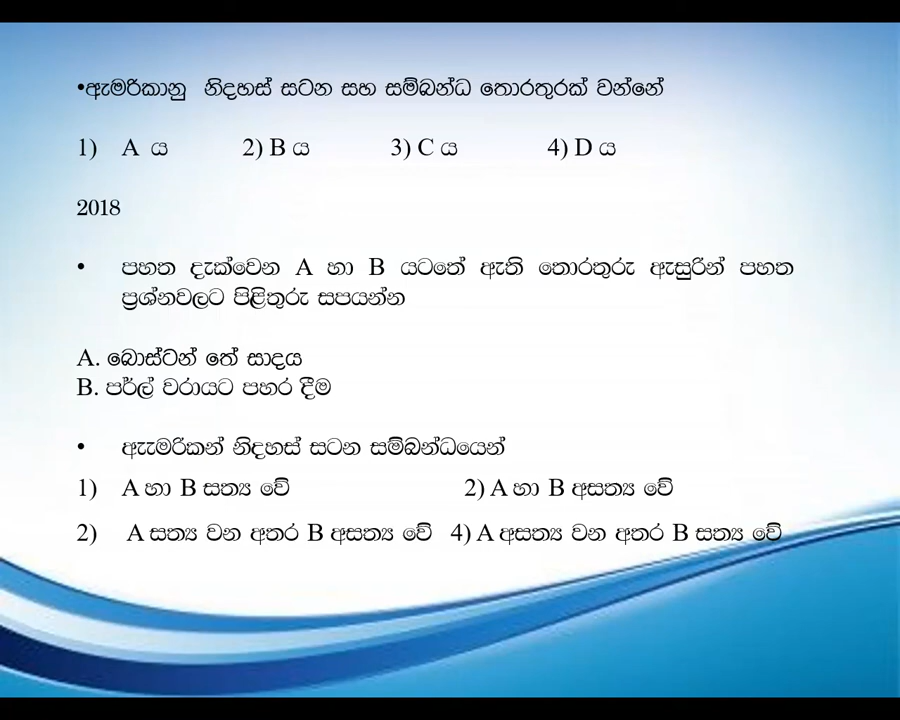 •ඇමරිකානු නිදහස් සටන සහ සම්බන්ධ තොරතුරක් වන්නේ
1) A ය 2) B ය 3) C ය 4) D ය
2018
• පහත දැක්වෙන A හා B යටතේ ඇති තොරතුරු ඇසුරින් පහත
ප්‍රශ්නවලට පිළිතුරු සපයන්න
A. බොස්ටන් තේ සාදය
B. පර්ල් වරායට පහර දීම
• ඇැමරිකන් නිදහස් සටන සම්බන්ධයෙන්
1) A හා B සත්‍ය වේ 2) A හා B අසත්‍ය වේ
2) A සත්‍ය වන අතර B අසත්‍ය වේ 4) A අසත්‍ය වන අතර B සත්‍ය වේ